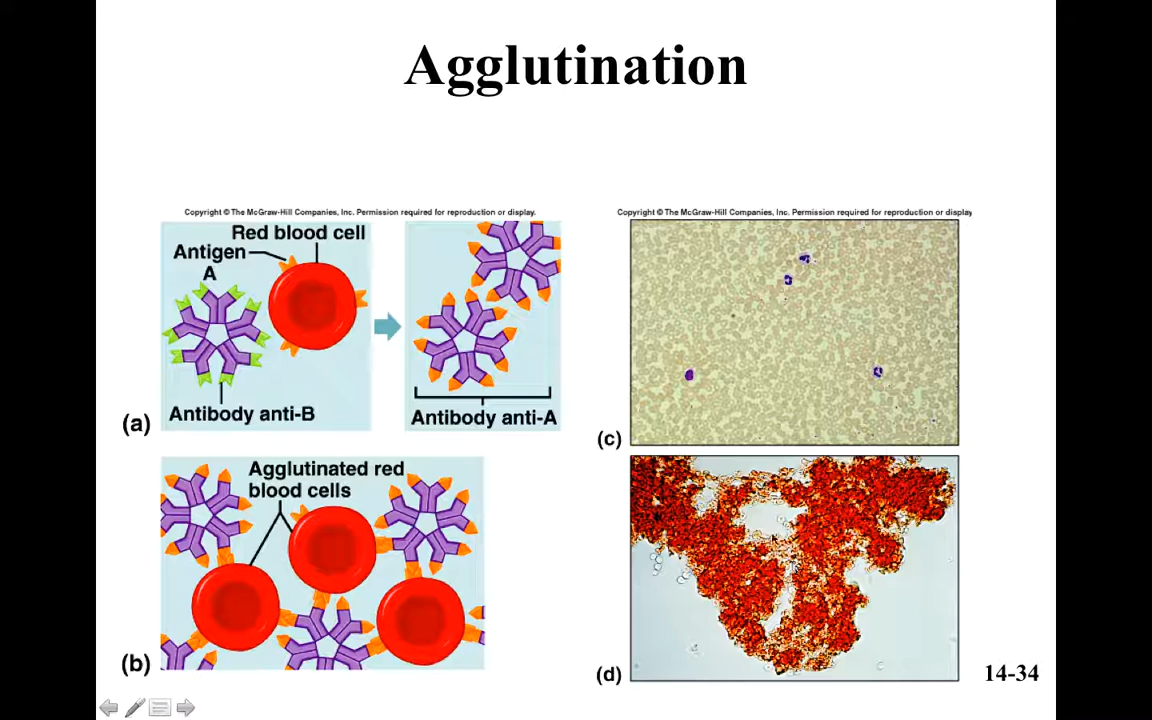 Agglutination
Copyright © The McGraw-Hill Companies, Inc. Permission required for reproduction or display.
Red blood cell
Antigen
A
Antibody anti-B
Antibody anti-A
(a)
Agglutinated red
blood cells
(b)
Copyright © The McGraw-Hill Companies, Inc. Permission required for reproduction or display
(c)
(d)
14-34